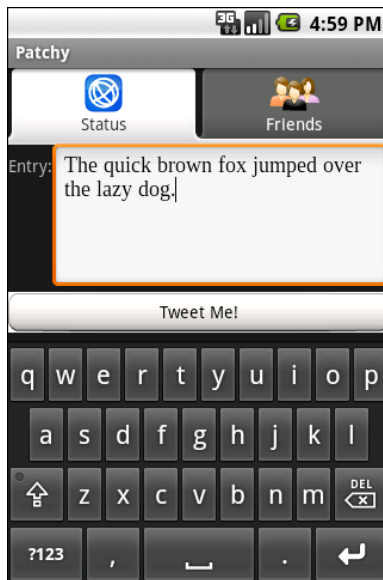 3G 4:59 PM
Patchy
Status Friends
Entry: The quick brown fox jumped over
the lazy dog.
Tweet Me!
q w e r t y u i o p
a s d f g h j k l
z x c v b n m DEL
?123 , .